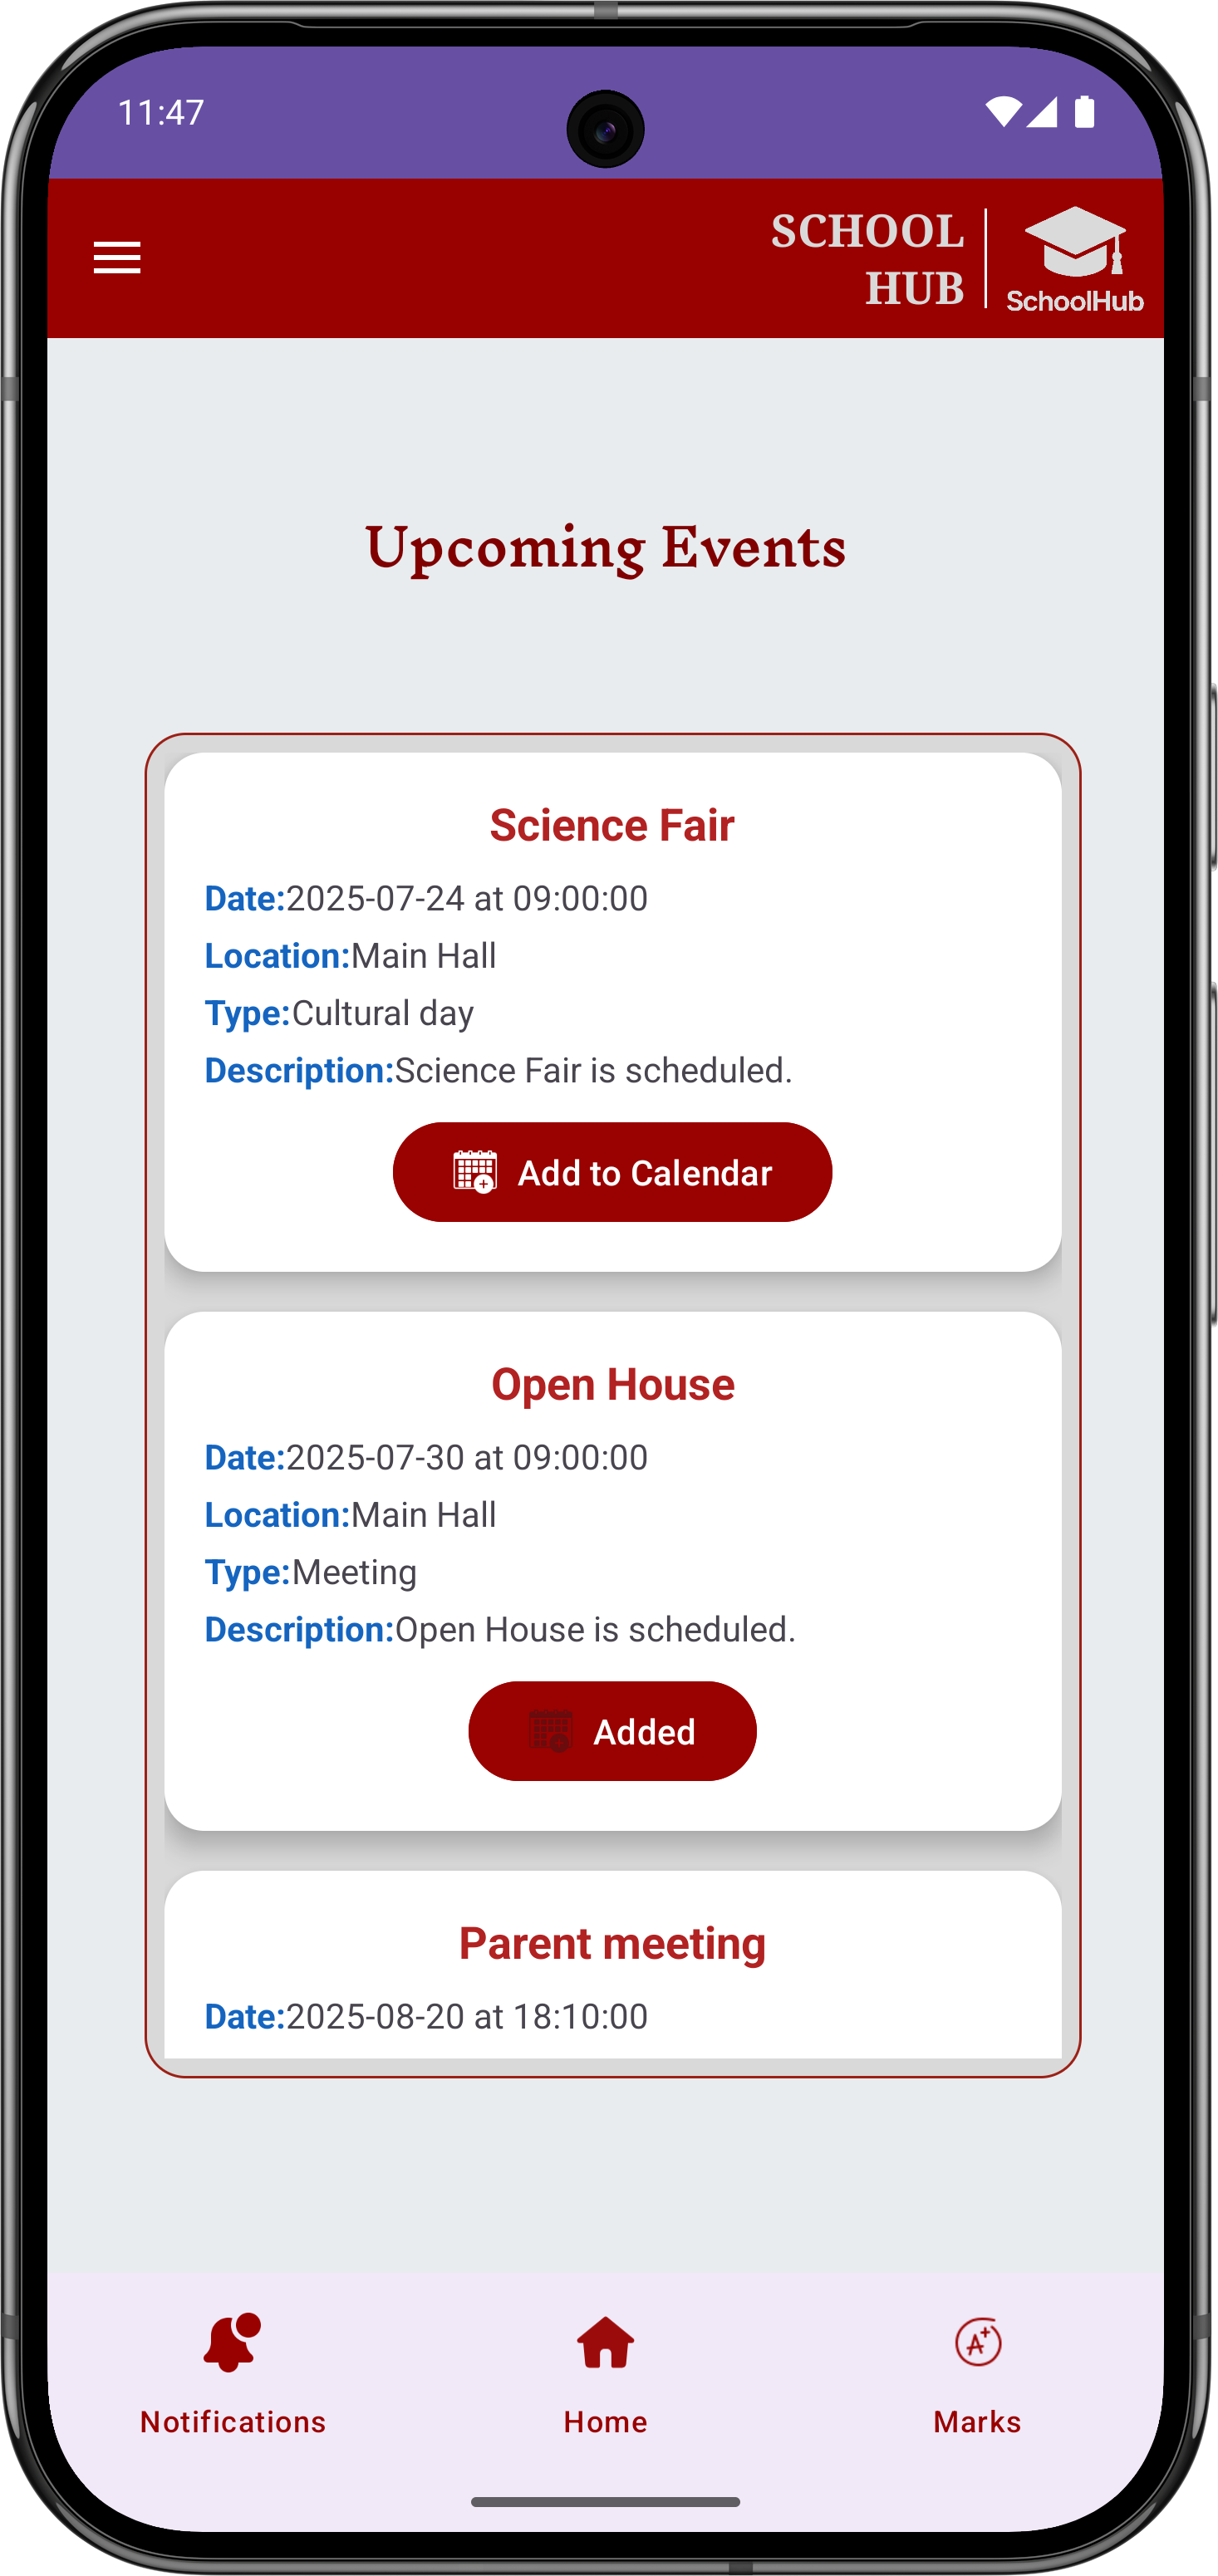 11:47
SCHOOL
HUB
SchoolHub
Upcoming Events
Science Fair
Date:2025-07-24 at 09:00:00
Location:Main Hall
Type:Cultural day
Description:Science Fair is scheduled.
Add to Calendar
Open House
Date:2025-07-30 at 09:00:00
Location:Main Hall
Type:Meeting
Description:Open House is scheduled.
Added
Parent meeting
Date:2025-08-20 at 18:10:00
A+
Notifications
Home
Marks